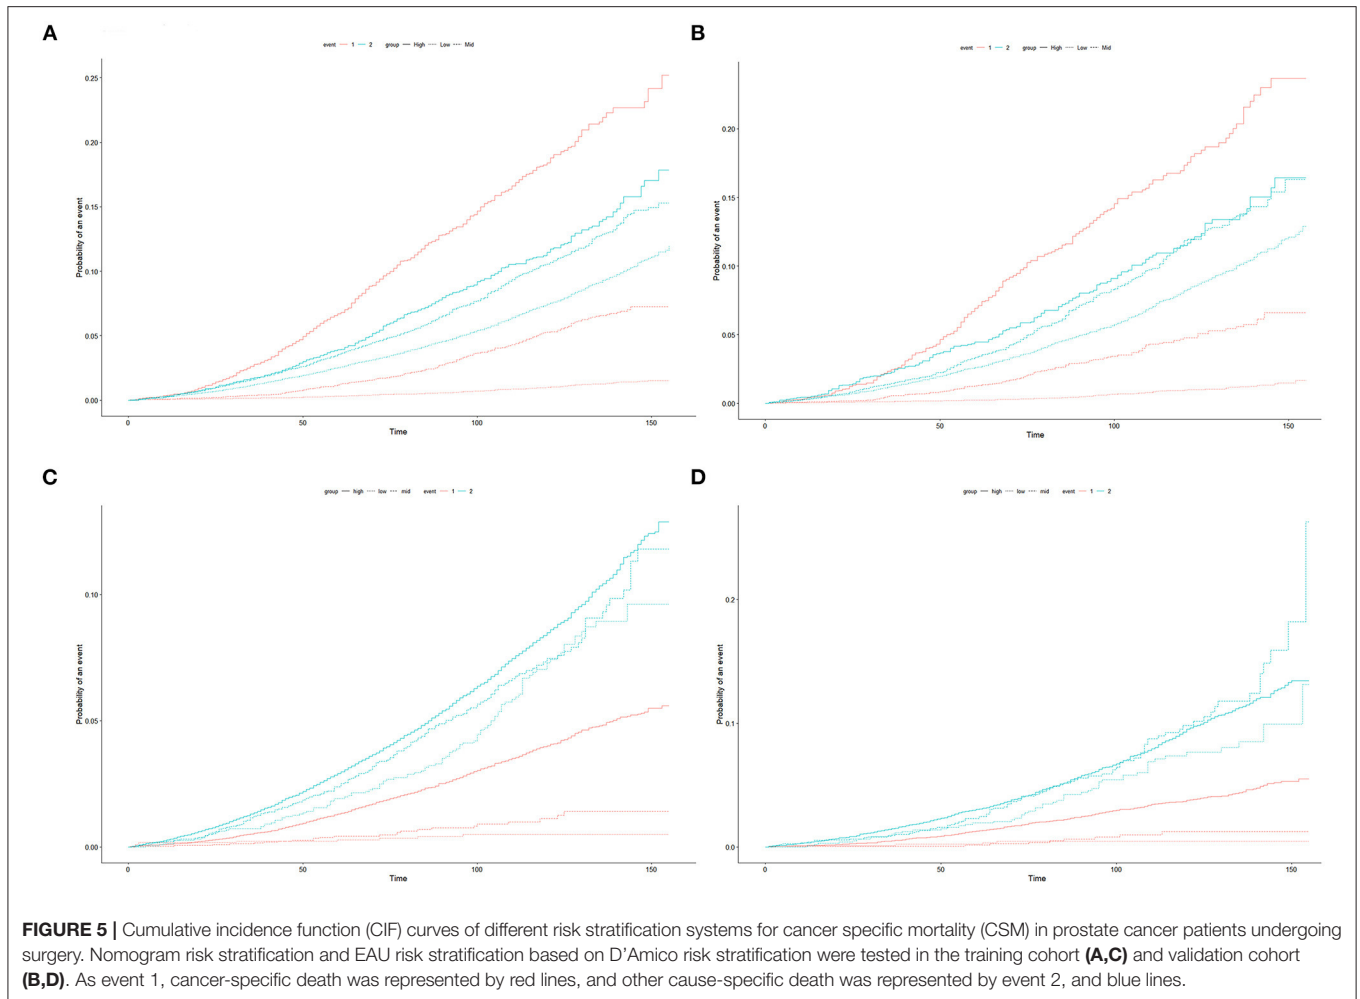 A
event 1 2 group High Low Mid
0.25
0.20
0.15
0.10
0.05
0.00
Probability of an event
0 50 100 150
Time
B
event 1 2 group High Low Mid
0.20
0.15
0.10
0.05
0.00
Probability of an event
0 50 100 150
Time
C
group high low mid event 1 2
0.10
0.05
0.00
Probability of an event
0 50 100 150
Time
D
group high low mid event 1 2
0.2
0.1
0.0
Probability of an event
0 50 100 150
Time
FIGURE 5 | Cumulative incidence function (CIF) curves of different risk stratification systems for cancer specific mortality (CSM) in prostate cancer patients undergoing
surgery. Nomogram risk stratification and EAU risk stratification based on D’Amico risk stratification were tested in the training cohort (A,C) and validation cohort
(B,D). As event 1, cancer-specific death was represented by red lines, and other cause-specific death was represented by event 2, and blue lines.